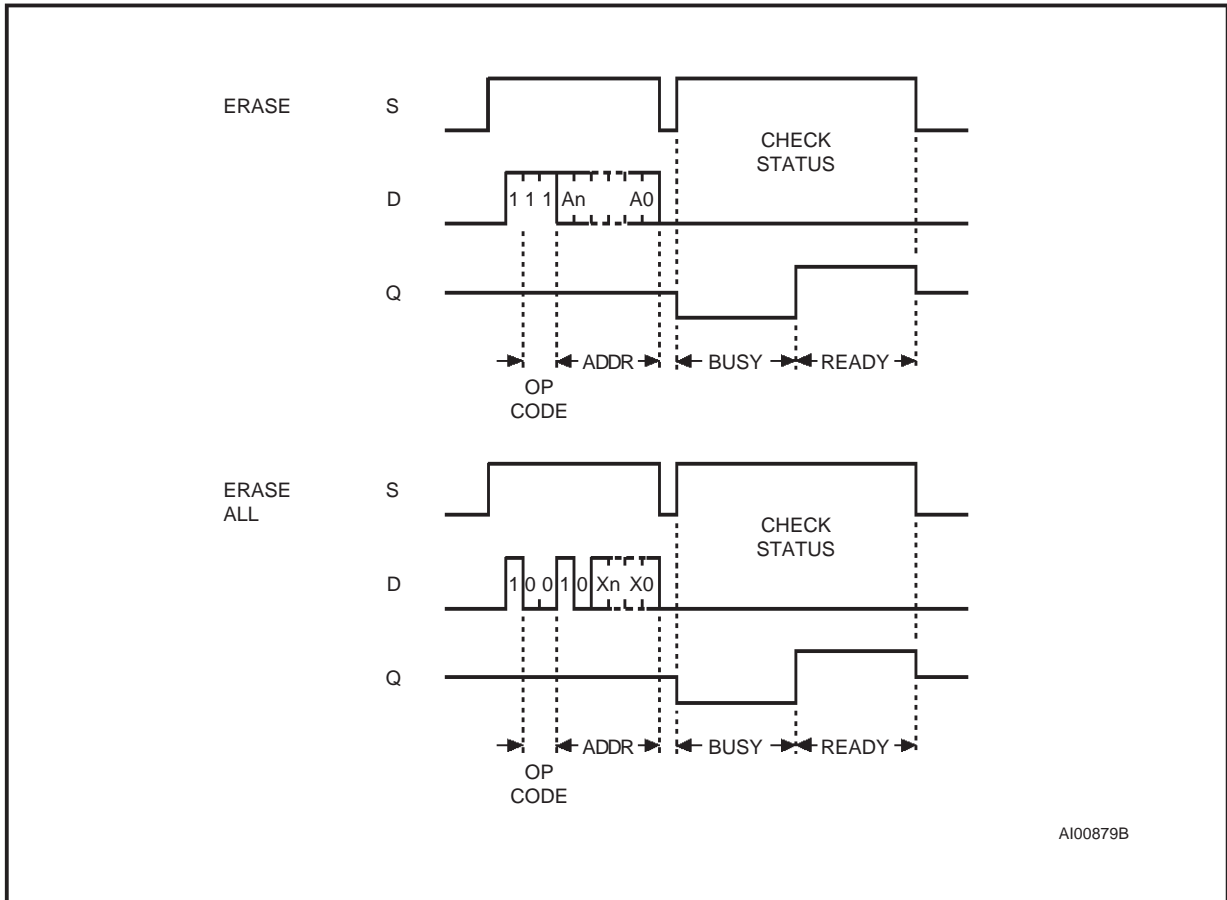 ERASE
S
CHECK
STATUS
D
1 1 1 An A0
Q
ADDR BUSY READY
OP
CODE
ERASE
ALL
S
CHECK
STATUS
D
1 0 0 1 0 Xn X0
Q
ADDR BUSY READY
OP
CODE
AI00879B